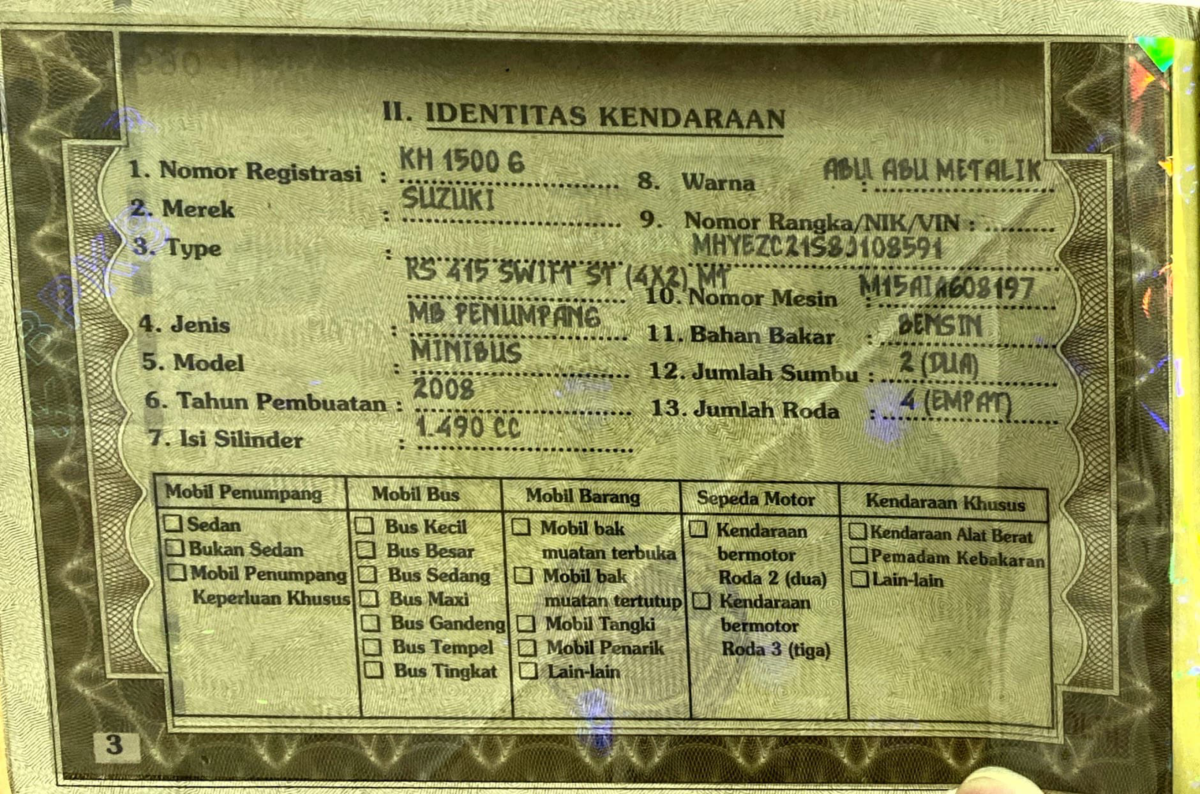 II. IDENTITAS KENDARAAN
1. Nomor Registrasi : KH 1500 G
2. Merek : SUZUKI
3. Type : RS 415 SWIFT ST (4X2) MT
4. Jenis : MB PENUMPANG
5. Model : MINIBUS
6. Tahun Pembuatan : 2008
7. Isi Silinder : 1.490 CC
8. Warna : ABU ABU METALIK
9. Nomor Rangka/NIK/VIN :
MHYEZC21S8J108591
10. Nomor Mesin : M15AIA608197
11. Bahan Bakar : BENSIN
12. Jumlah Sumbu : 2 (DUA)
13. Jumlah Roda : 4 (EMPAT)
Mobil Penumpang
Sedan
Bukan Sedan
Mobil Penumpang
Keperluan Khusus
Mobil Bus
Bus Kecil
Bus Besar
Bus Sedang
Bus Maxi
Bus Gandeng
Bus Tempel
Bus Tingkat
Mobil Barang
Mobil bak
muatan terbuka
Mobil bak
muatan tertutup
Mobil Tangki
Mobil Penarik
Lain-lain
Sepeda Motor
Kendaraan
bermotor
Roda 2 (dua)
Kendaraan
bermotor
Roda 3 (tiga)
Kendaraan Khusus
Kendaraan Alat Berat
Pemadam Kebakaran
Lain-lain
3